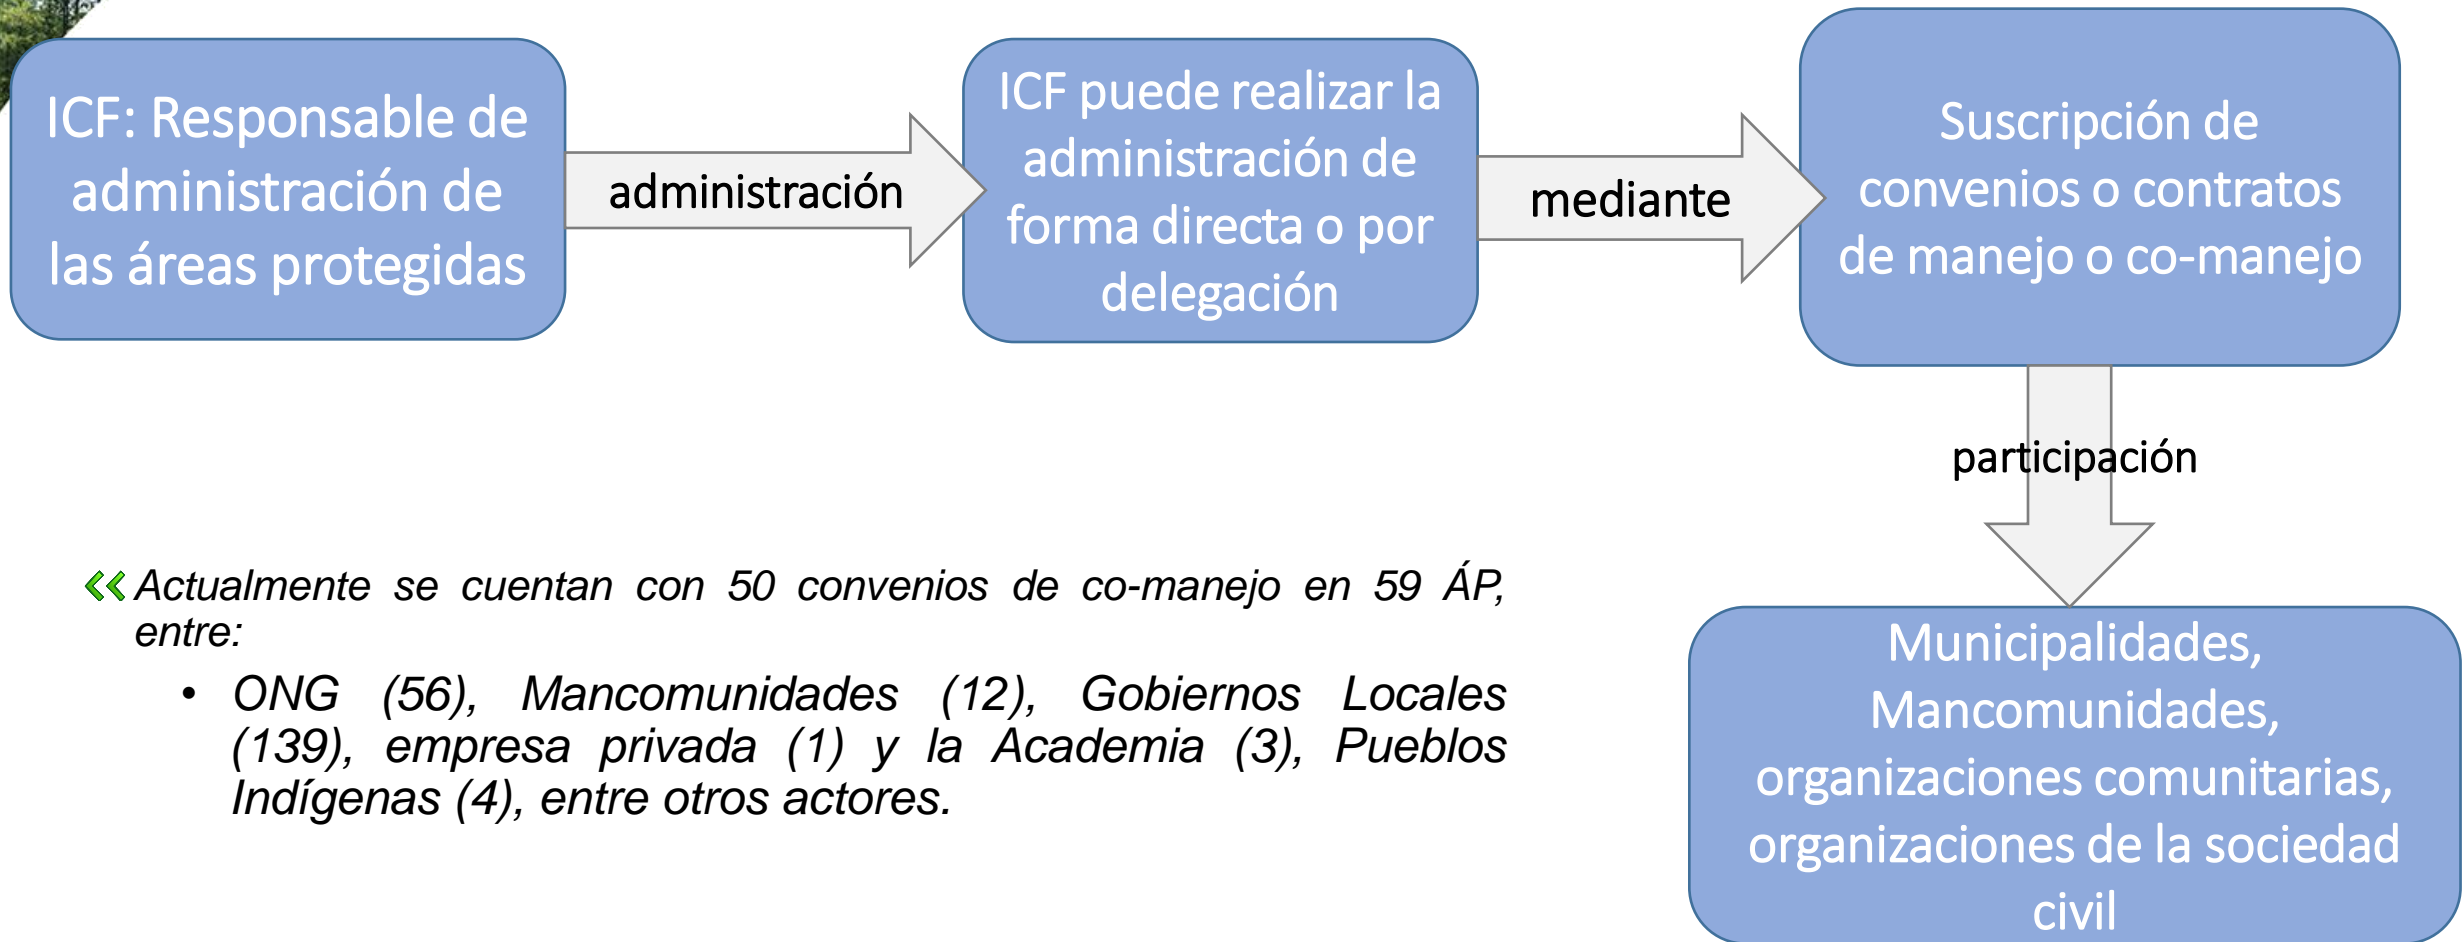 ICF: Responsable de
administración de
las áreas protegidas
administración
ICF puede realizar la
administración de
forma directa o por
delegación
mediante
Suscripción de
convenios o contratos
de manejo o co-manejo
participación
Municipalidades,
Mancomunidades,
organizaciones comunitarias,
organizaciones de la sociedad
civil
Actualmente se cuentan con 50 convenios de co-manejo en 59 ÁP,
entre:
• ONG (56), Mancomunidades (12), Gobiernos Locales
(139), empresa privada (1) y la Academia (3), Pueblos
Indígenas (4), entre otros actores.